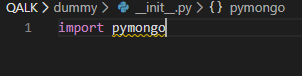 QALK > dummy > __init__.py > {} pymongo
1 import pymongo